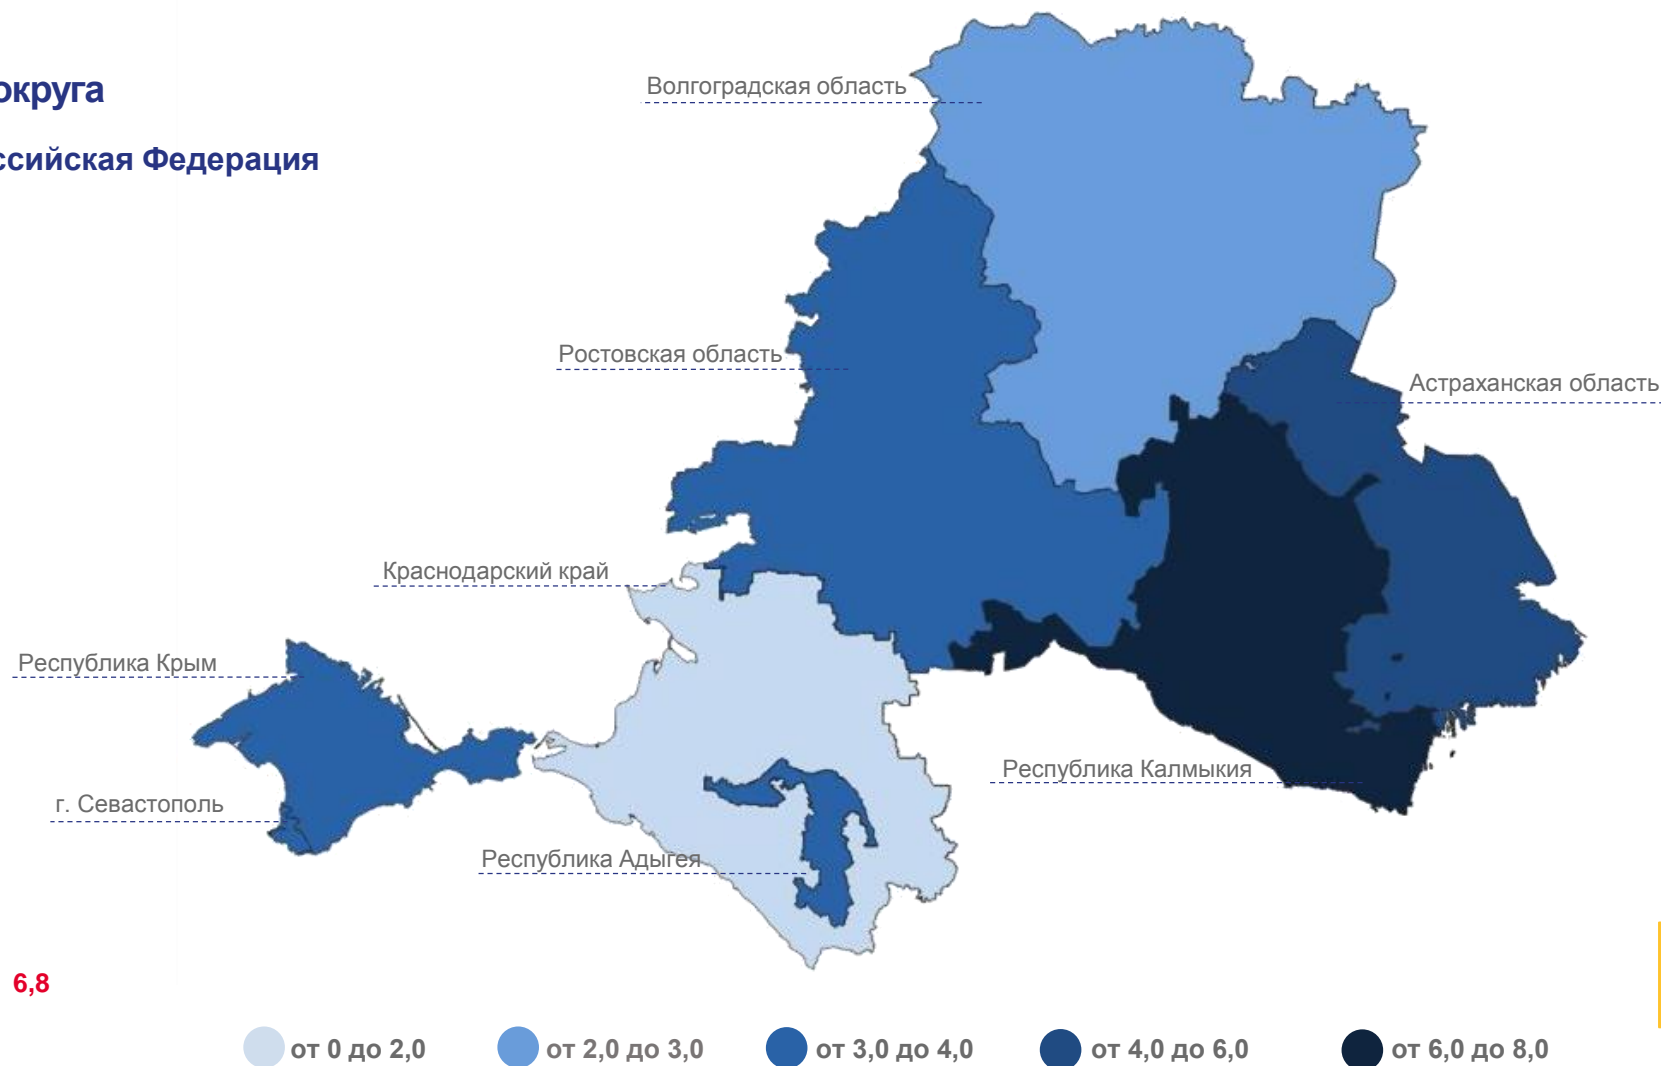 округа
Российская Федерация
Волгоградская область
Ростовская область
Астраханская область
Краснодарский край
Республика Крым
Республика Калмыкия
г. Севастополь
Республика Адыгея
6,8
от 0 до 2,0
от 2,0 до 3,0
от 3,0 до 4,0
от 4,0 до 6,0
от 6,0 до 8,0